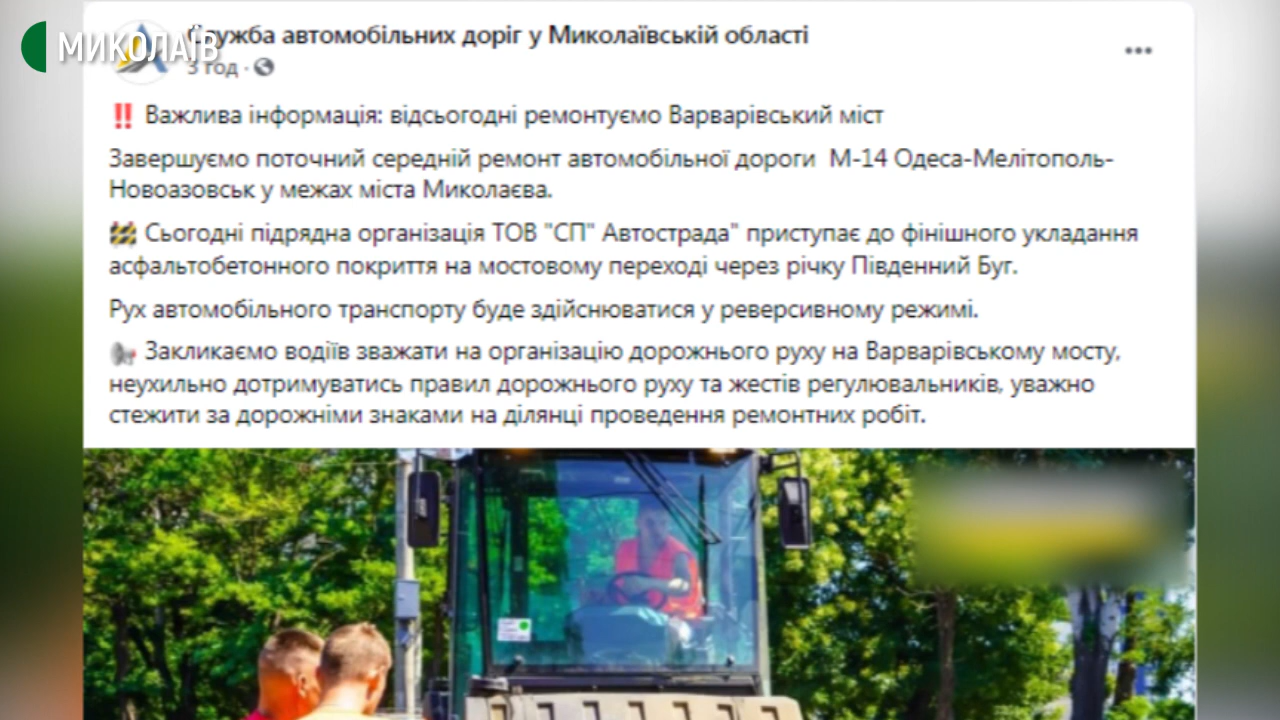 МИКОЛАЇВ
Служба автомобільних доріг у Миколаївській області
3 год ·
‼ Важлива інформація: відсьогодні ремонтуємо Варварівський міст
Завершуємо поточний середній ремонт автомобільної дороги М-14 Одеса-Мелітополь-
Новоазовськ у межах міста Миколаєва.
🚧 Сьогодні підрядна організація ТОВ "СП" Автострада" приступає до фінішного укладання
асфальтобетонного покриття на мостовому переході через річку Південний Буг.
Рух автомобільного транспорту буде здійснюватися у реверсивному режимі.
Закликаємо водіїв зважати на організацію дорожнього руху на Варварівському мосту,
неухильно дотримуватись правил дорожнього руху та жестів регулювальників, уважно
стежити за дорожніми знаками на ділянці проведення ремонтних робіт.